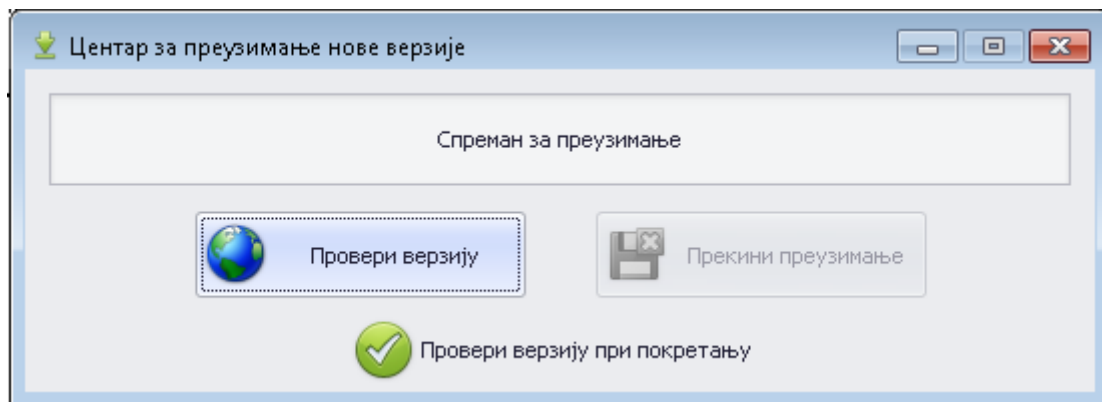 Центар за преузимање нове верзије
Спреман за преузимање
Провери верзију
Прекини преузимање
Провери верзију при покретању